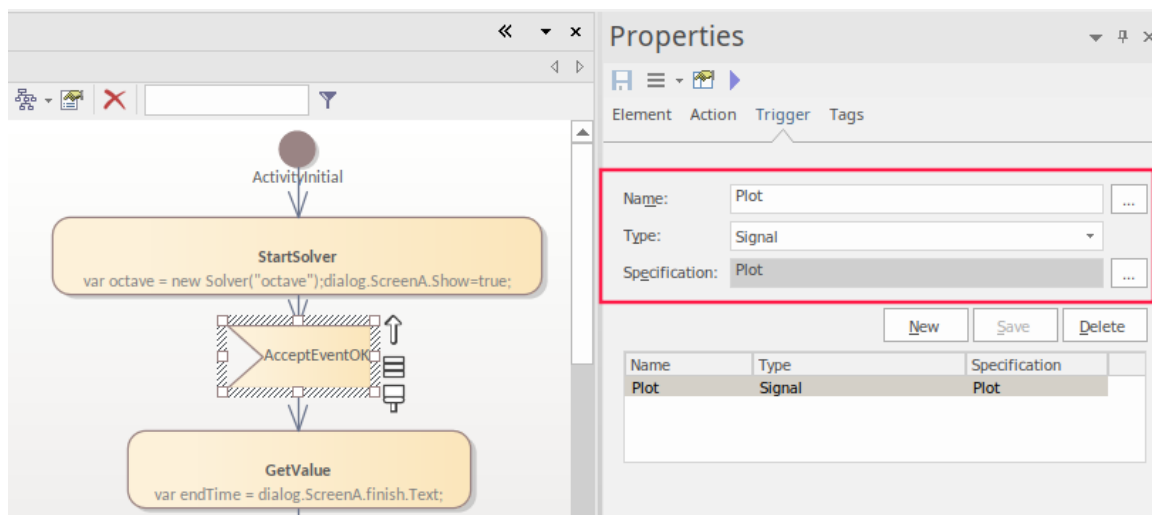 ActivityInitial
StartSolver
var octave = new Solver("octave");dialog.ScreenA.Show=true;
AcceptEventOK
GetValue
var endTime = dialog.ScreenA.finish.Text;
Properties
Element Action Trigger Tags
Name: Plot ...
Type: Signal
Specification: Plot ...
New Save Delete
Name Type Specification
Plot Signal Plot